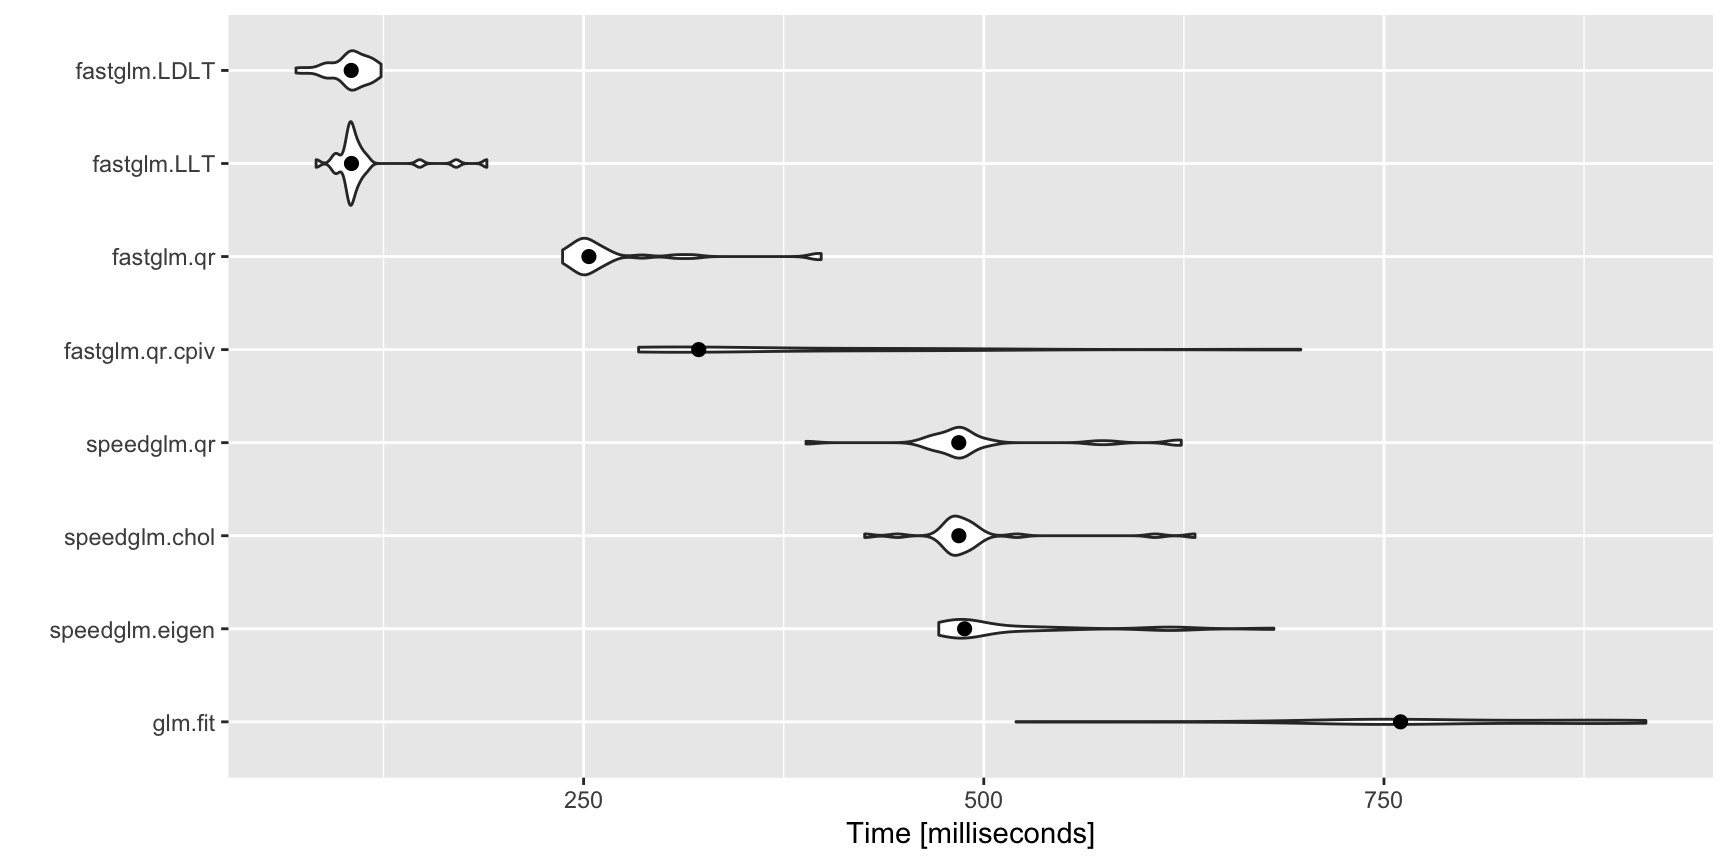 fastglm.LDLT
fastglm.LLT
fastglm.qr
fastglm.qr.cpiv
speedglm.qr
speedglm.chol
speedglm.eigen
glm.fit
250 500 750
Time [milliseconds]